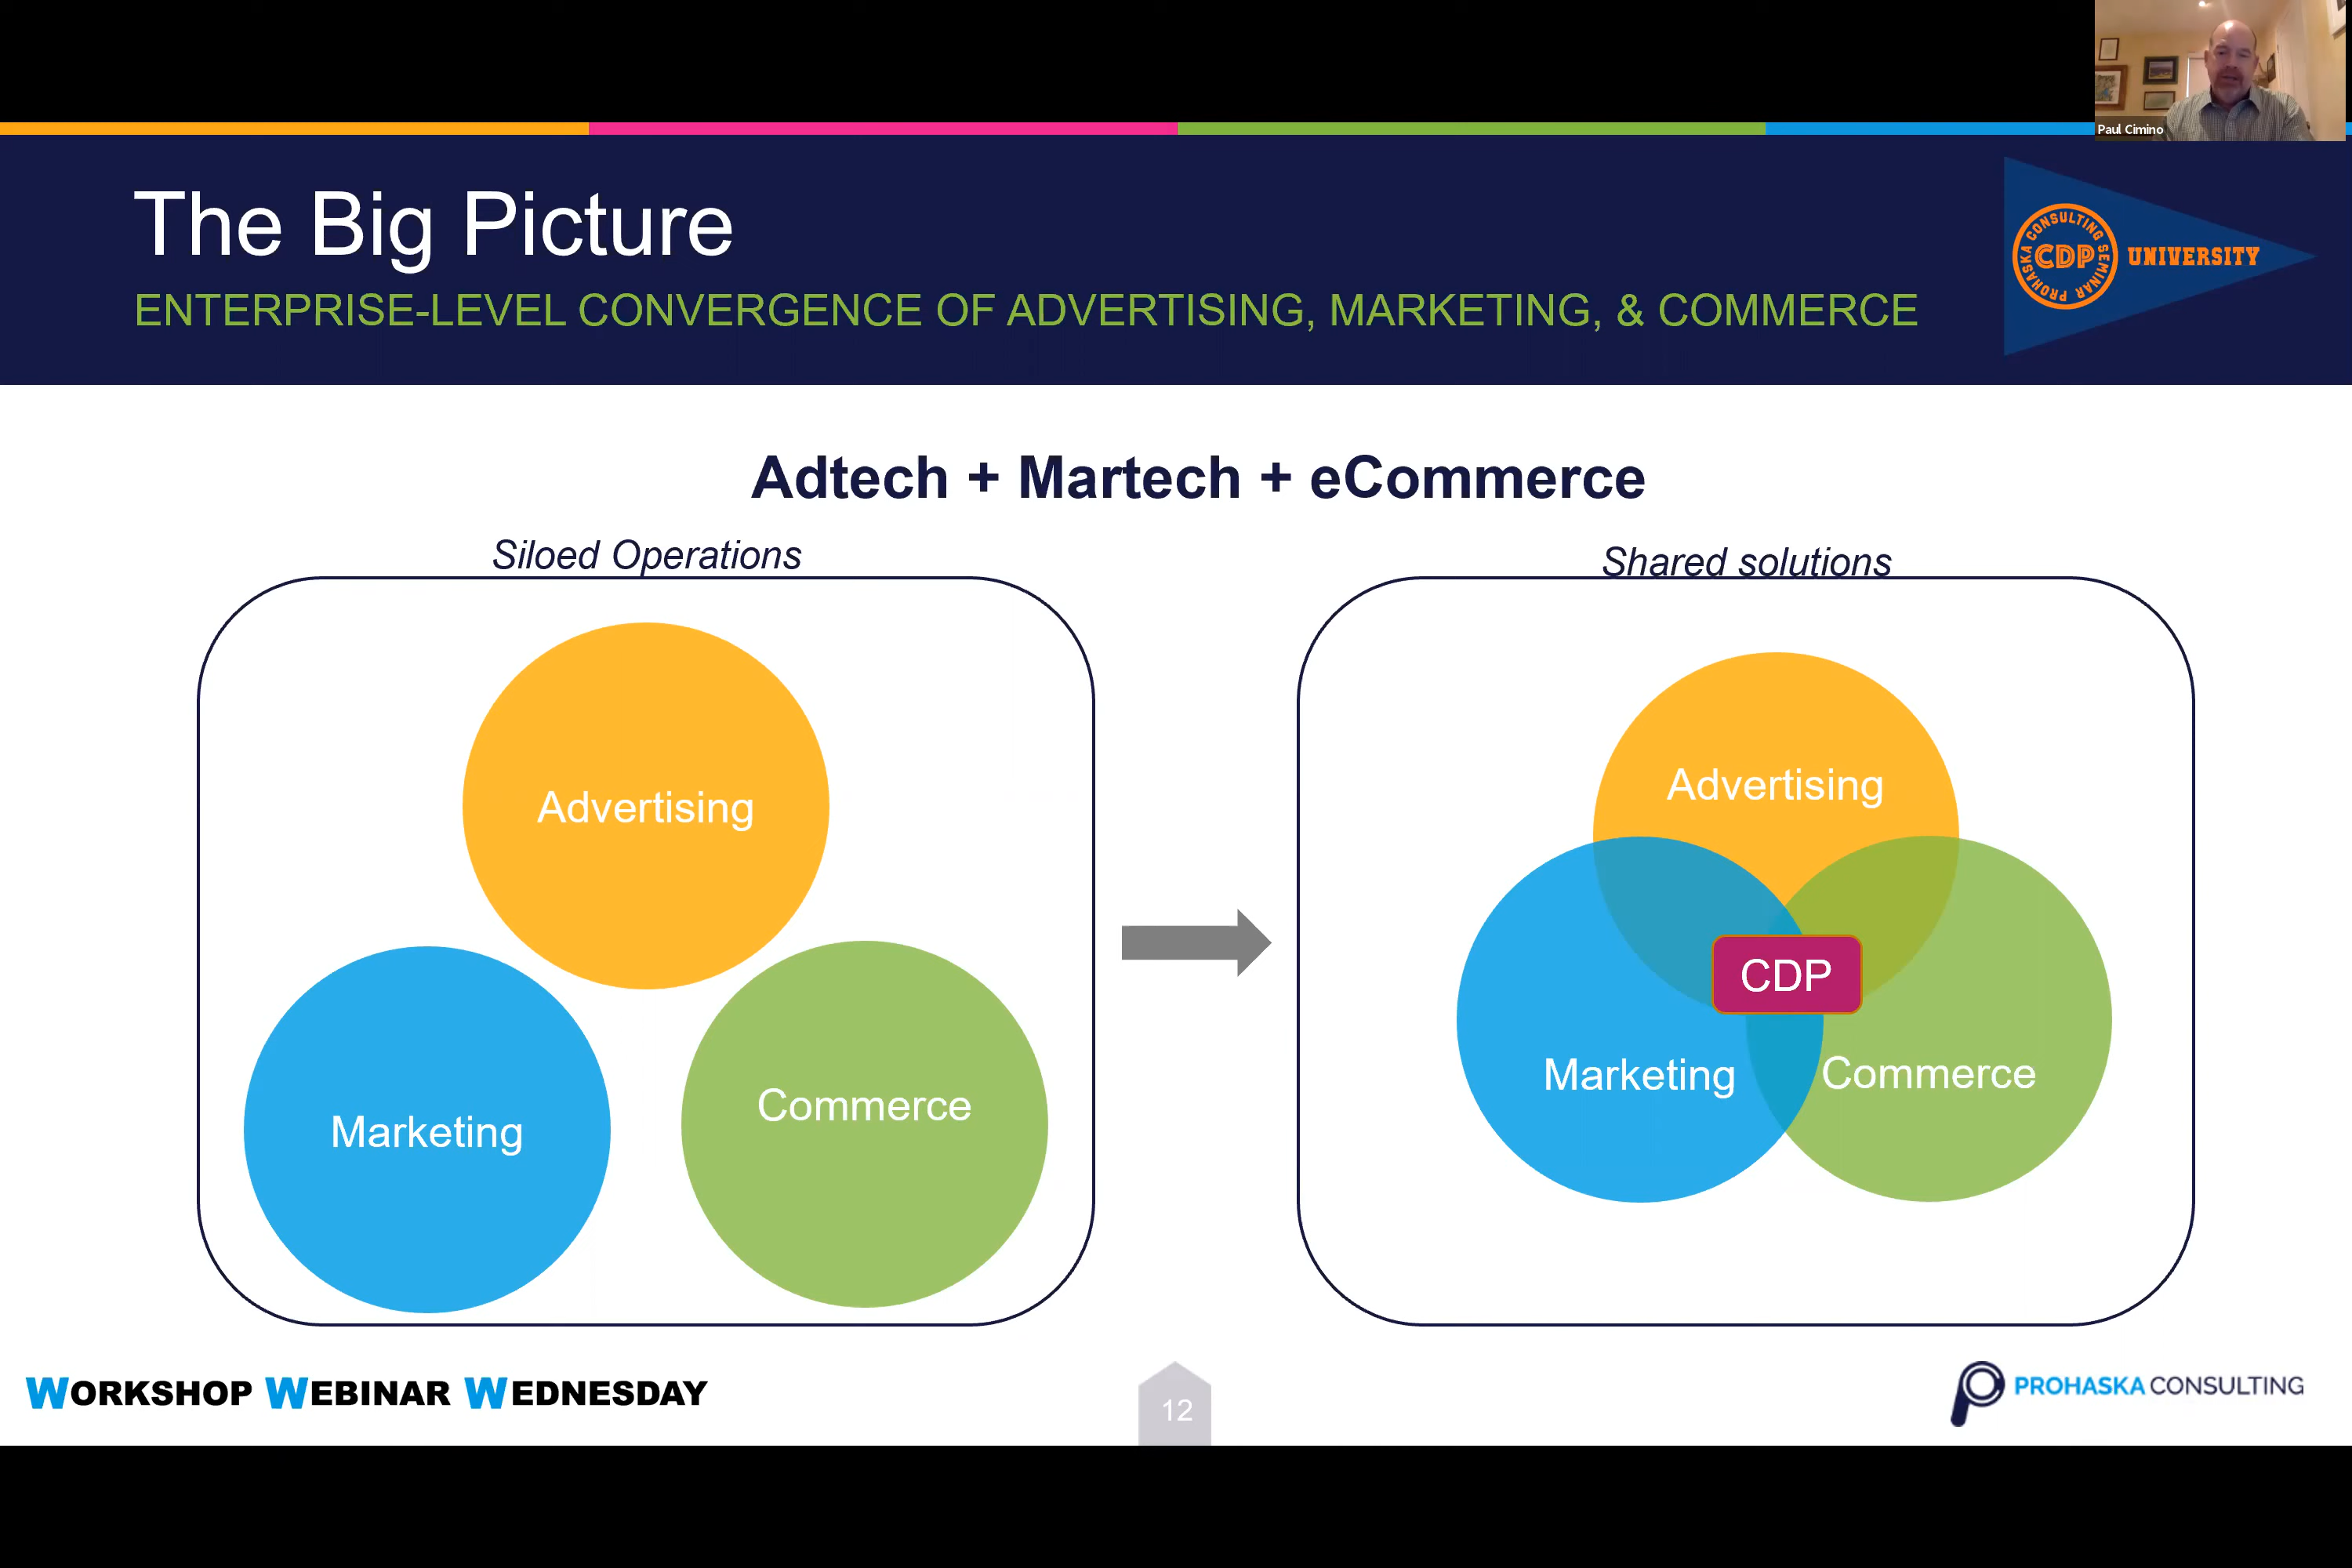 Paul Cimino
The Big Picture
ENTERPRISE-LEVEL CONVERGENCE OF ADVERTISING, MARKETING, & COMMERCE
PROHASKA CONSULTING SEMINAR
CDP
UNIVERSITY
Adtech + Martech + eCommerce
Siloed Operations
Advertising
Marketing
Commerce
Shared solutions
Advertising
CDP
Marketing
Commerce
WORKSHOP WEBINAR WEDNESDAY
12
PROHASKA CONSULTING